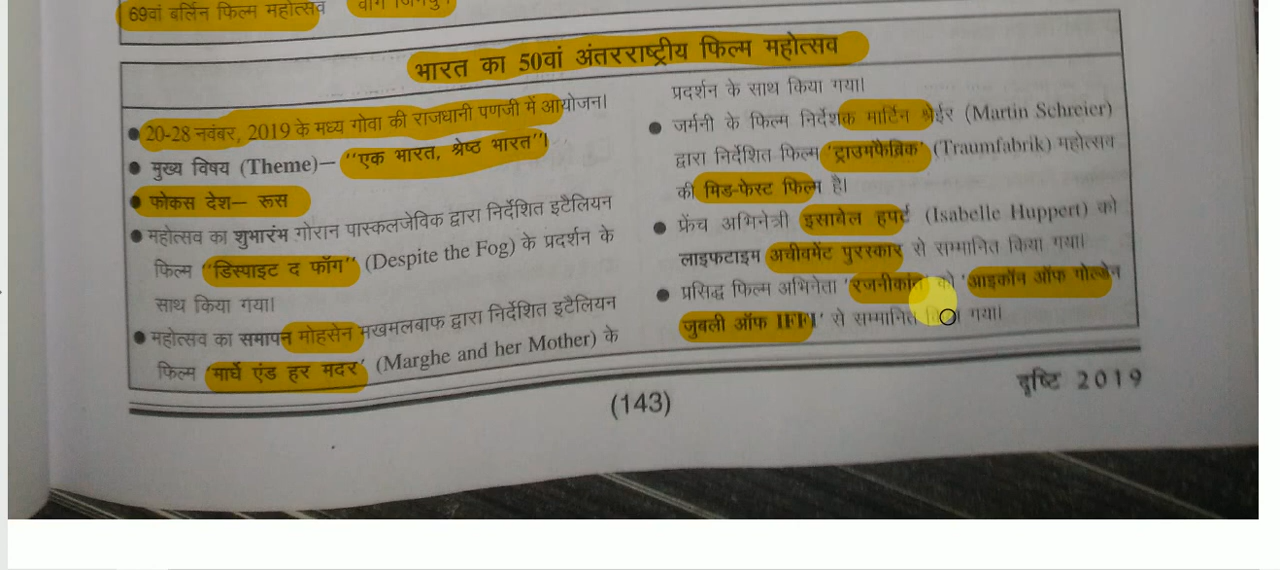 69वां बर्लिन फिल्म महोत्सव
भारत का 50वां अंतरराष्ट्रीय फिल्म महोत्सव
● 20-28 नवंबर, 2019 के मध्य गोवा की राजधानी पणजी में आयोजन।
● मुख्य विषय (Theme)– "एक भारत, श्रेष्ठ भारत"।
● फोकस देश– रूस
● महोत्सव का शुभारंभ गोरान पास्कलजेविक द्वारा निर्देशित इटैलियन
फिल्म "डिस्पाइट द फॉग" (Despite the Fog) के प्रदर्शन के
साथ किया गया।
● महोत्सव का समापन मोहसेन मखमलबाफ द्वारा निर्देशित इटैलियन
फिल्म 'मार्घे एंड हर मदर' (Marghe and her Mother) के
प्रदर्शन के साथ किया गया।
● जर्मनी के फिल्म निर्देशक मार्टिन श्रेईर (Martin Schreier)
द्वारा निर्देशित फिल्म 'ट्राउमफैब्रिक' (Traumfabrik) महोत्सव
की मिड-फेस्ट फिल्म है।
● फ्रेंच अभिनेत्री इसाबेल हपर्ट (Isabelle Huppert) को
लाइफटाइम अचीवमेंट पुरस्कार से सम्मानित किया गया।
● प्रसिद्ध फिल्म अभिनेता 'रजनीकांत' को 'आइकॉन ऑफ गोल्डेन
जुबली ऑफ IFFI' से सम्मानित गया।
(143)
दृष्टि 2019